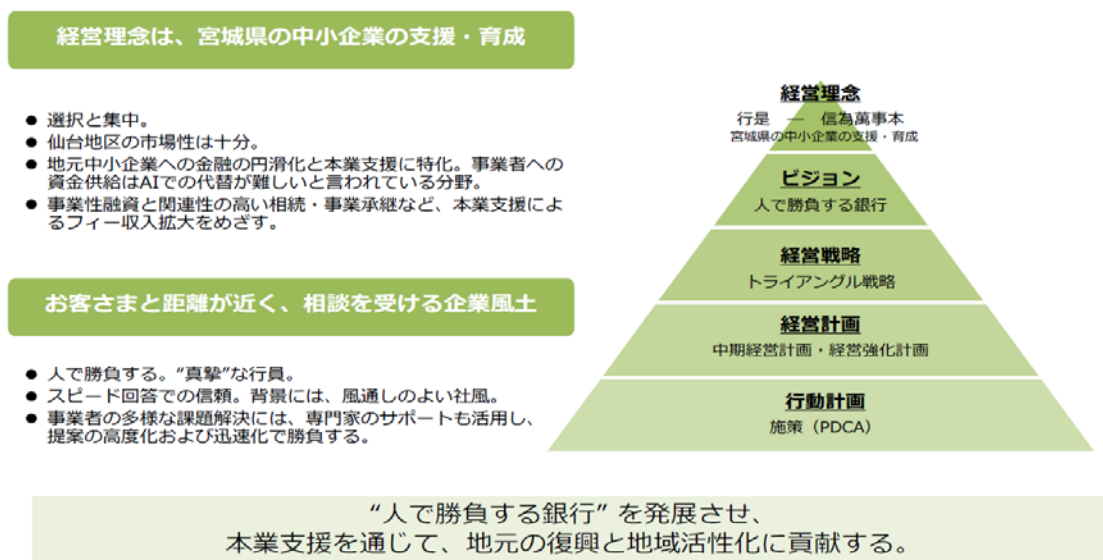 経営理念は、宮城県の中小企業の支援・育成
● 選択と集中。
● 仙台地区の市場性は十分。
● 地元中小企業への金融の円滑化と本業支援に特化。事業者への
資金供給はAIでの代替が難しいと言われている分野。
● 事業性融資と関連性の高い相続・事業承継など、本業支援によ
るフィー収入拡大をめざす。
お客さまと距離が近く、相談を受ける企業風土
● 人で勝負する。“真摯”な行員。
● スピード回答での信頼。背景には、風通しのよい社風。
● 事業者の多様な課題解決には、専門家のサポートも活用し、
提案の高度化および迅速化で勝負する。
経営理念
行是 ― 信為萬事本
宮城県の中小企業の支援・育成
ビジョン
人で勝負する銀行
経営戦略
トライアングル戦略
経営計画
中期経営計画・経営強化計画
行動計画
施策（PDCA）
“人で勝負する銀行” を発展させ、
本業支援を通じて、地元の復興と地域活性化に貢献する。